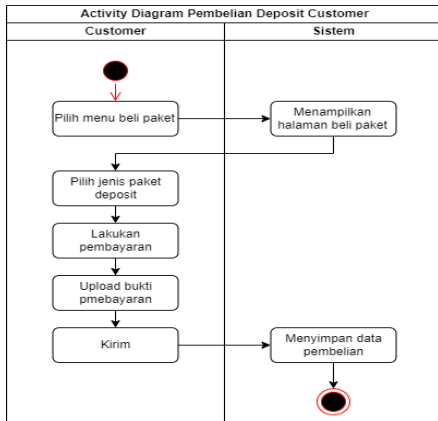 Activity Diagram Pembelian Deposit Customer
Customer
Sistem
Pilih menu beli paket
Menampilkan
halaman beli paket
Pilih jenis paket
deposit
Lakukan
pembayaran
Upload bukti
pmebayaran
Kirim
Menyimpan data
pembelian